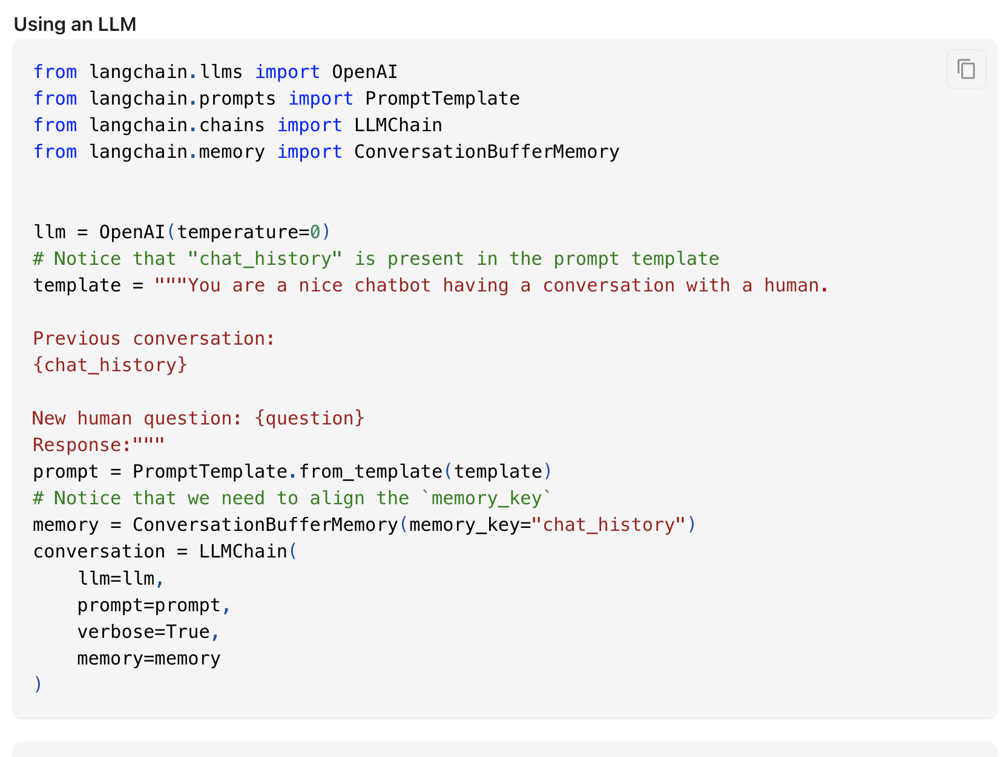 Using an LLM
from langchain.llms import OpenAI
from langchain.prompts import PromptTemplate
from langchain.chains import LLMChain
from langchain.memory import ConversationBufferMemory
llm = OpenAI(temperature=0)
# Notice that "chat_history" is present in the prompt template
template = """You are a nice chatbot having a conversation with a human.
Previous conversation:
{chat_history}
New human question: {question}
Response:"""
prompt = PromptTemplate.from_template(template)
# Notice that we need to align the `memory_key`
memory = ConversationBufferMemory(memory_key="chat_history")
conversation = LLMChain(
    llm=llm,
    prompt=prompt,
    verbose=True,
    memory=memory
)